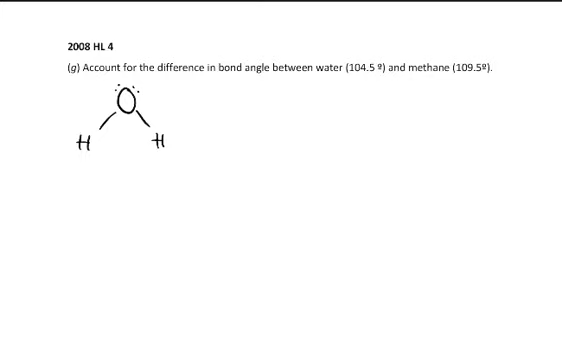 2008 HL 4
(g) Account for the difference in bond angle between water (104.5 º) and methane (109.5º).
O
H H